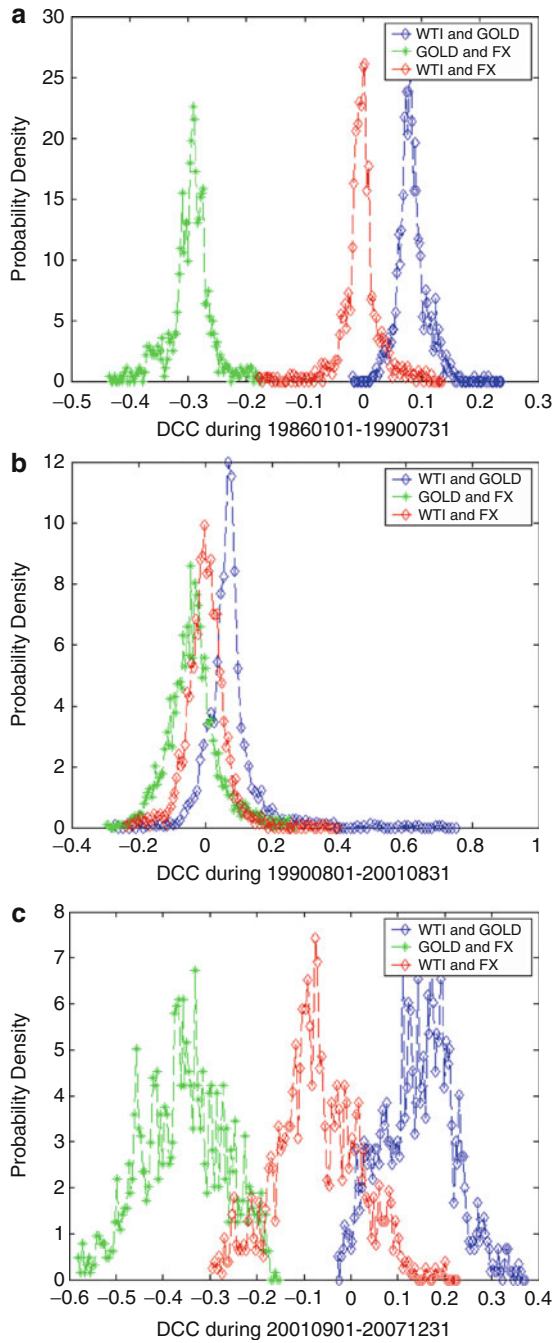 a
30
25
20
15
10
5
0
Probability Density
WTI and GOLD
GOLD and FX
WTI and FX
−0.5 −0.4 −0.3 −0.2 −0.1 0 0.1 0.2 0.3
DCC during 19860101-19900731
b
12
10
8
6
4
2
0
Probability Density
WTI and GOLD
GOLD and FX
WTI and FX
−0.4 −0.2 0 0.2 0.4 0.6 0.8 1
DCC during 19900801-20010831
c
8
7
6
5
4
3
2
1
0
Probability Density
WTI and GOLD
GOLD and FX
WTI and FX
−0.6 −0.5 −0.4 −0.3 −0.2 −0.1 0 0.1 0.2 0.3 0.4
DCC during 20010901-20071231